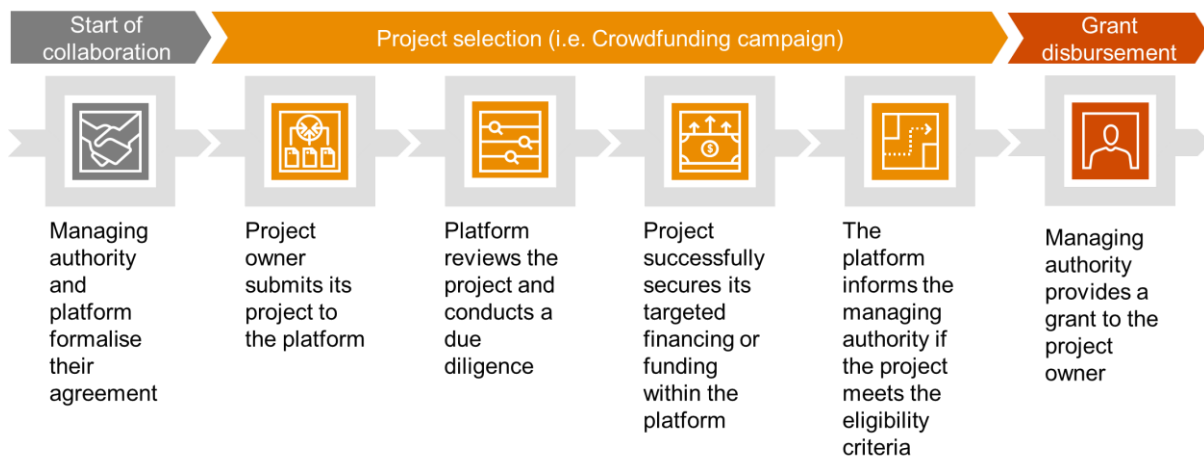 Start of
collaboration
Project selection (i.e. Crowdfunding campaign)
Grant
disbursement
$
Managing
authority
and
platform
formalise
their
agreement
Project
owner
submits its
project to
the platform
Platform
reviews the
project and
conducts a
due
diligence
Project
successfully
secures its
targeted
financing or
funding
within the
platform
The
platform
informs the
managing
authority if
the project
meets the
eligibility
criteria
Managing
authority
provides a
grant to the
project
owner